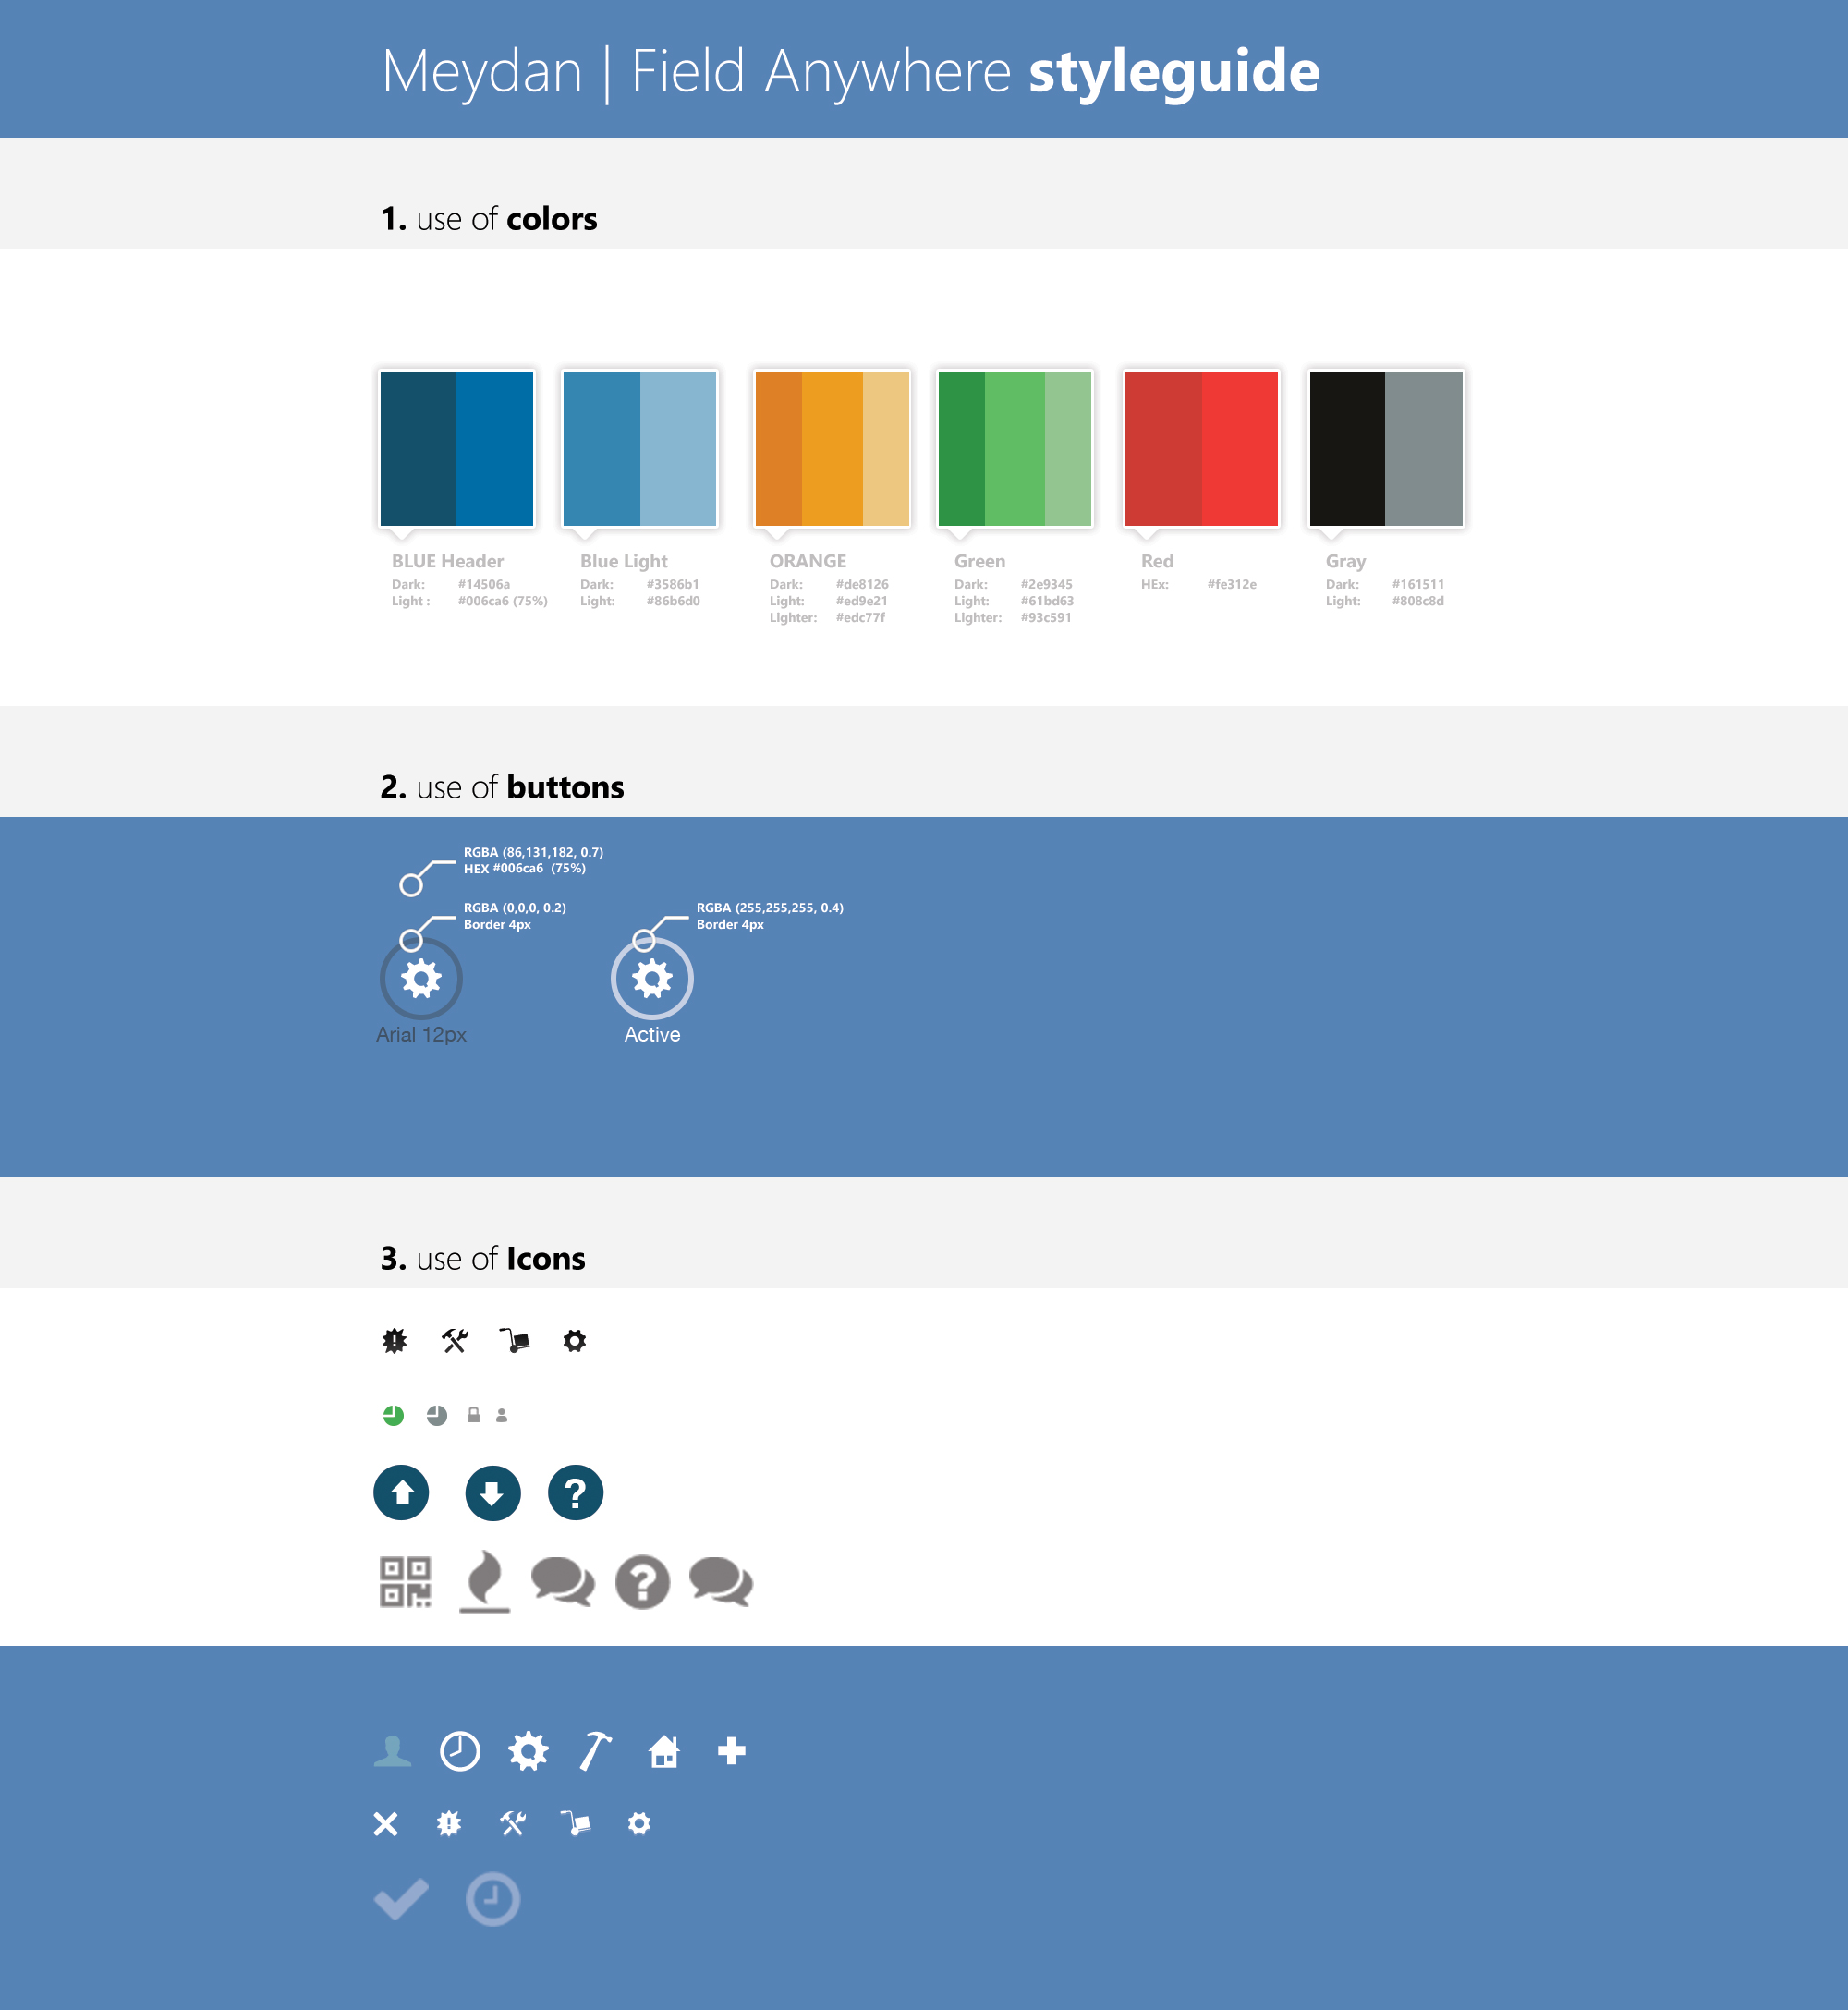 Meydan | Field Anywhere styleguide
1. use of colors
BLUE Header
Dark: #14506a
Light : #006ca6 (75%)
Blue Light
Dark: #3586b1
Light: #86b6d0
ORANGE
Dark: #de8126
Light: #ed9e21
Lighter: #edc77f
Green
Dark: #2e9345
Light: #61bd63
Lighter: #93c591
Red
HEx: #fe312e
Gray
Dark: #161511
Light: #808c8d
2. use of buttons
RGBA (86,131,182, 0.7)
HEX #006ca6 (75%)
RGBA (0,0,0, 0.2)
Border 4px
RGBA (255,255,255, 0.4)
Border 4px
Arial 12px
Active
3. use of Icons